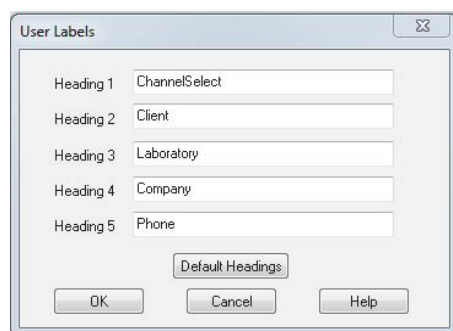 User Labels
Heading 1 ChannelSelect
Heading 2 Client
Heading 3 Laboratory
Heading 4 Company
Heading 5 Phone
Default Headings
OK Cancel Help